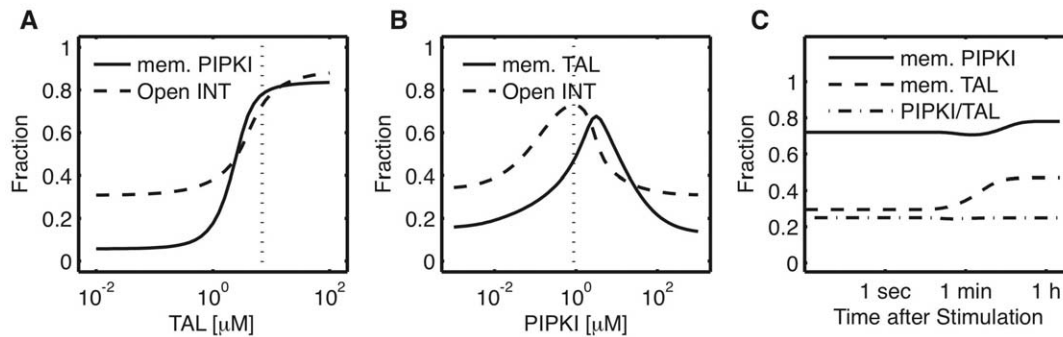 A
1
0.8
0.6
0.4
0.2
0
Fraction
mem. PIPKI
Open INT
10^-2
10^0
10^2
TAL [μM]
B
1
0.8
0.6
0.4
0.2
0
Fraction
mem. TAL
Open INT
10^-2
10^0
10^2
PIPKI [μM]
C
1
0.8
0.6
0.4
0.2
0
Fraction
mem. PIPKI
mem. TAL
PIPKI/TAL
1 sec
1 min
1 h
Time after Stimulation